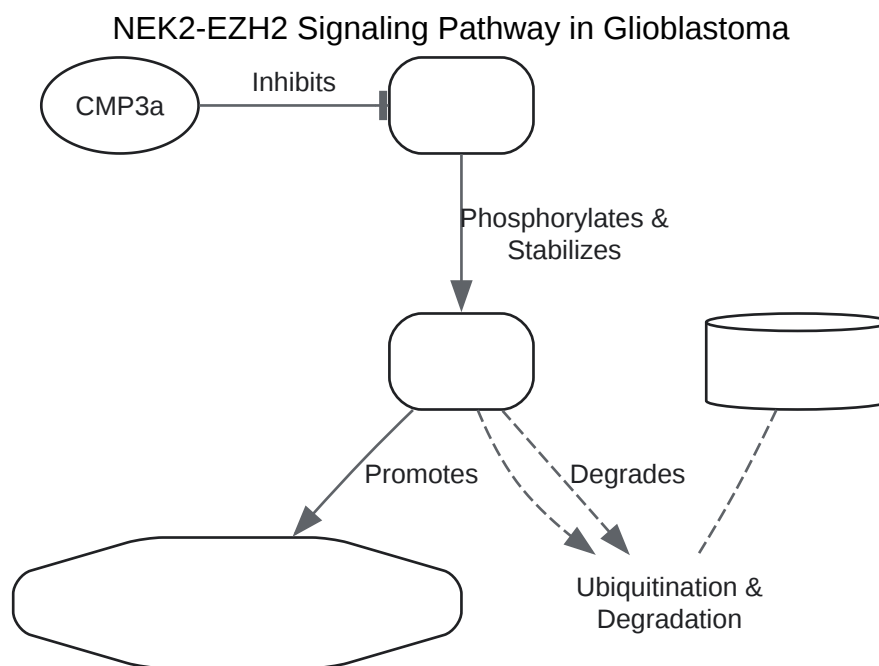 NEK2-EZH2 Signaling Pathway in Glioblastoma
CMP3a
Inhibits
Phosphorylates &
Stabilizes
Promotes
Degrades
Ubiquitination &
Degradation